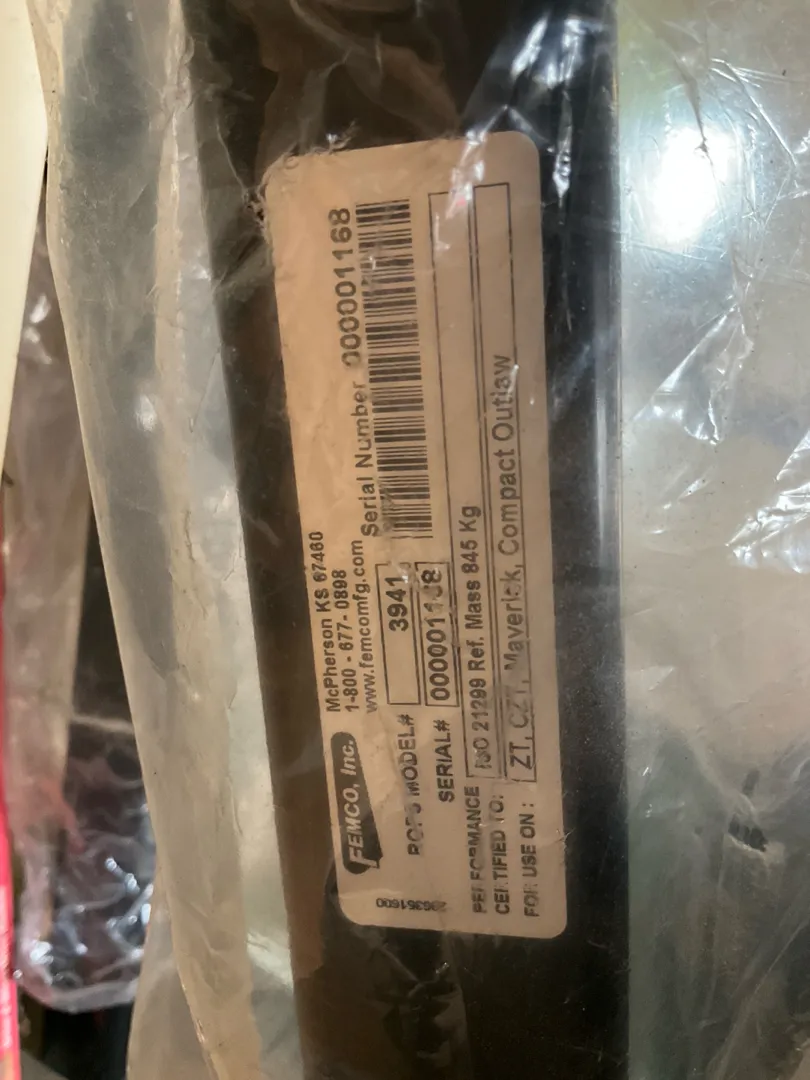 FEMCO, Inc.
McPherson KS 67460
1-800-677-0898
www.femcomfg.com
Serial Number 000001168
ROPS MODEL# 3941
SERIAL# 000001168
PERFORMANCE CERTIFIED TO: ISO 21299 Ref. Mass 845 Kg
FOR USE ON: ZT, CZT, Maverick, Compact Outlaw